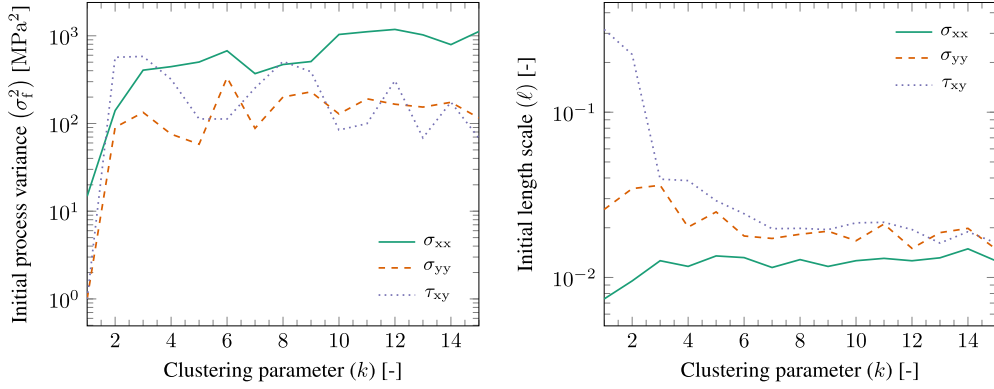 Initial process variance (σ_f^2) [MPa^2]
10^3
10^2
10^1
10^0
σ_xx
σ_yy
τ_xy
2 4 6 8 10 12 14
Clustering parameter (k) [-]
Initial length scale (ℓ) [-]
10^−1
10^−2
σ_xx
σ_yy
τ_xy
2 4 6 8 10 12 14
Clustering parameter (k) [-]